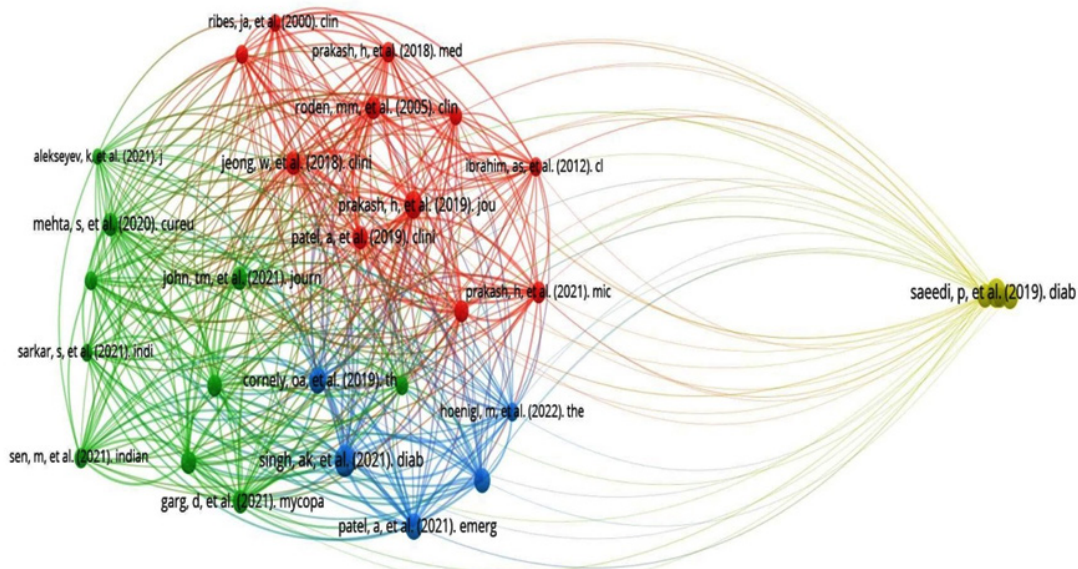 ribes, ja, et al. (2000). clin
prakash, h, et al. (2018). med
roden, mm, et al. (2005). clin
alekseyev, k, et al. (2021). j
jeong, w, et al. (2018). clini
ibrahim, as, et al. (2012). cl
prakash, h, et al. (2019). jou
mehta, s, et al. (2020). cureu
patel, a, et al. (2019). clini
john, tm, et al. (2021). journ
prakash, h, et al. (2021). mic
saeedi, p, et al. (2019). diab
sarkar, s, et al. (2021). indi
cornely, oa, et al. (2019). th
hoenigl, m, et al. (2022). the
sen, m, et al. (2021). indian
singh, ak, et al. (2021). diab
garg, d, et al. (2021). mycopa
patel, a, et al. (2021). emerg